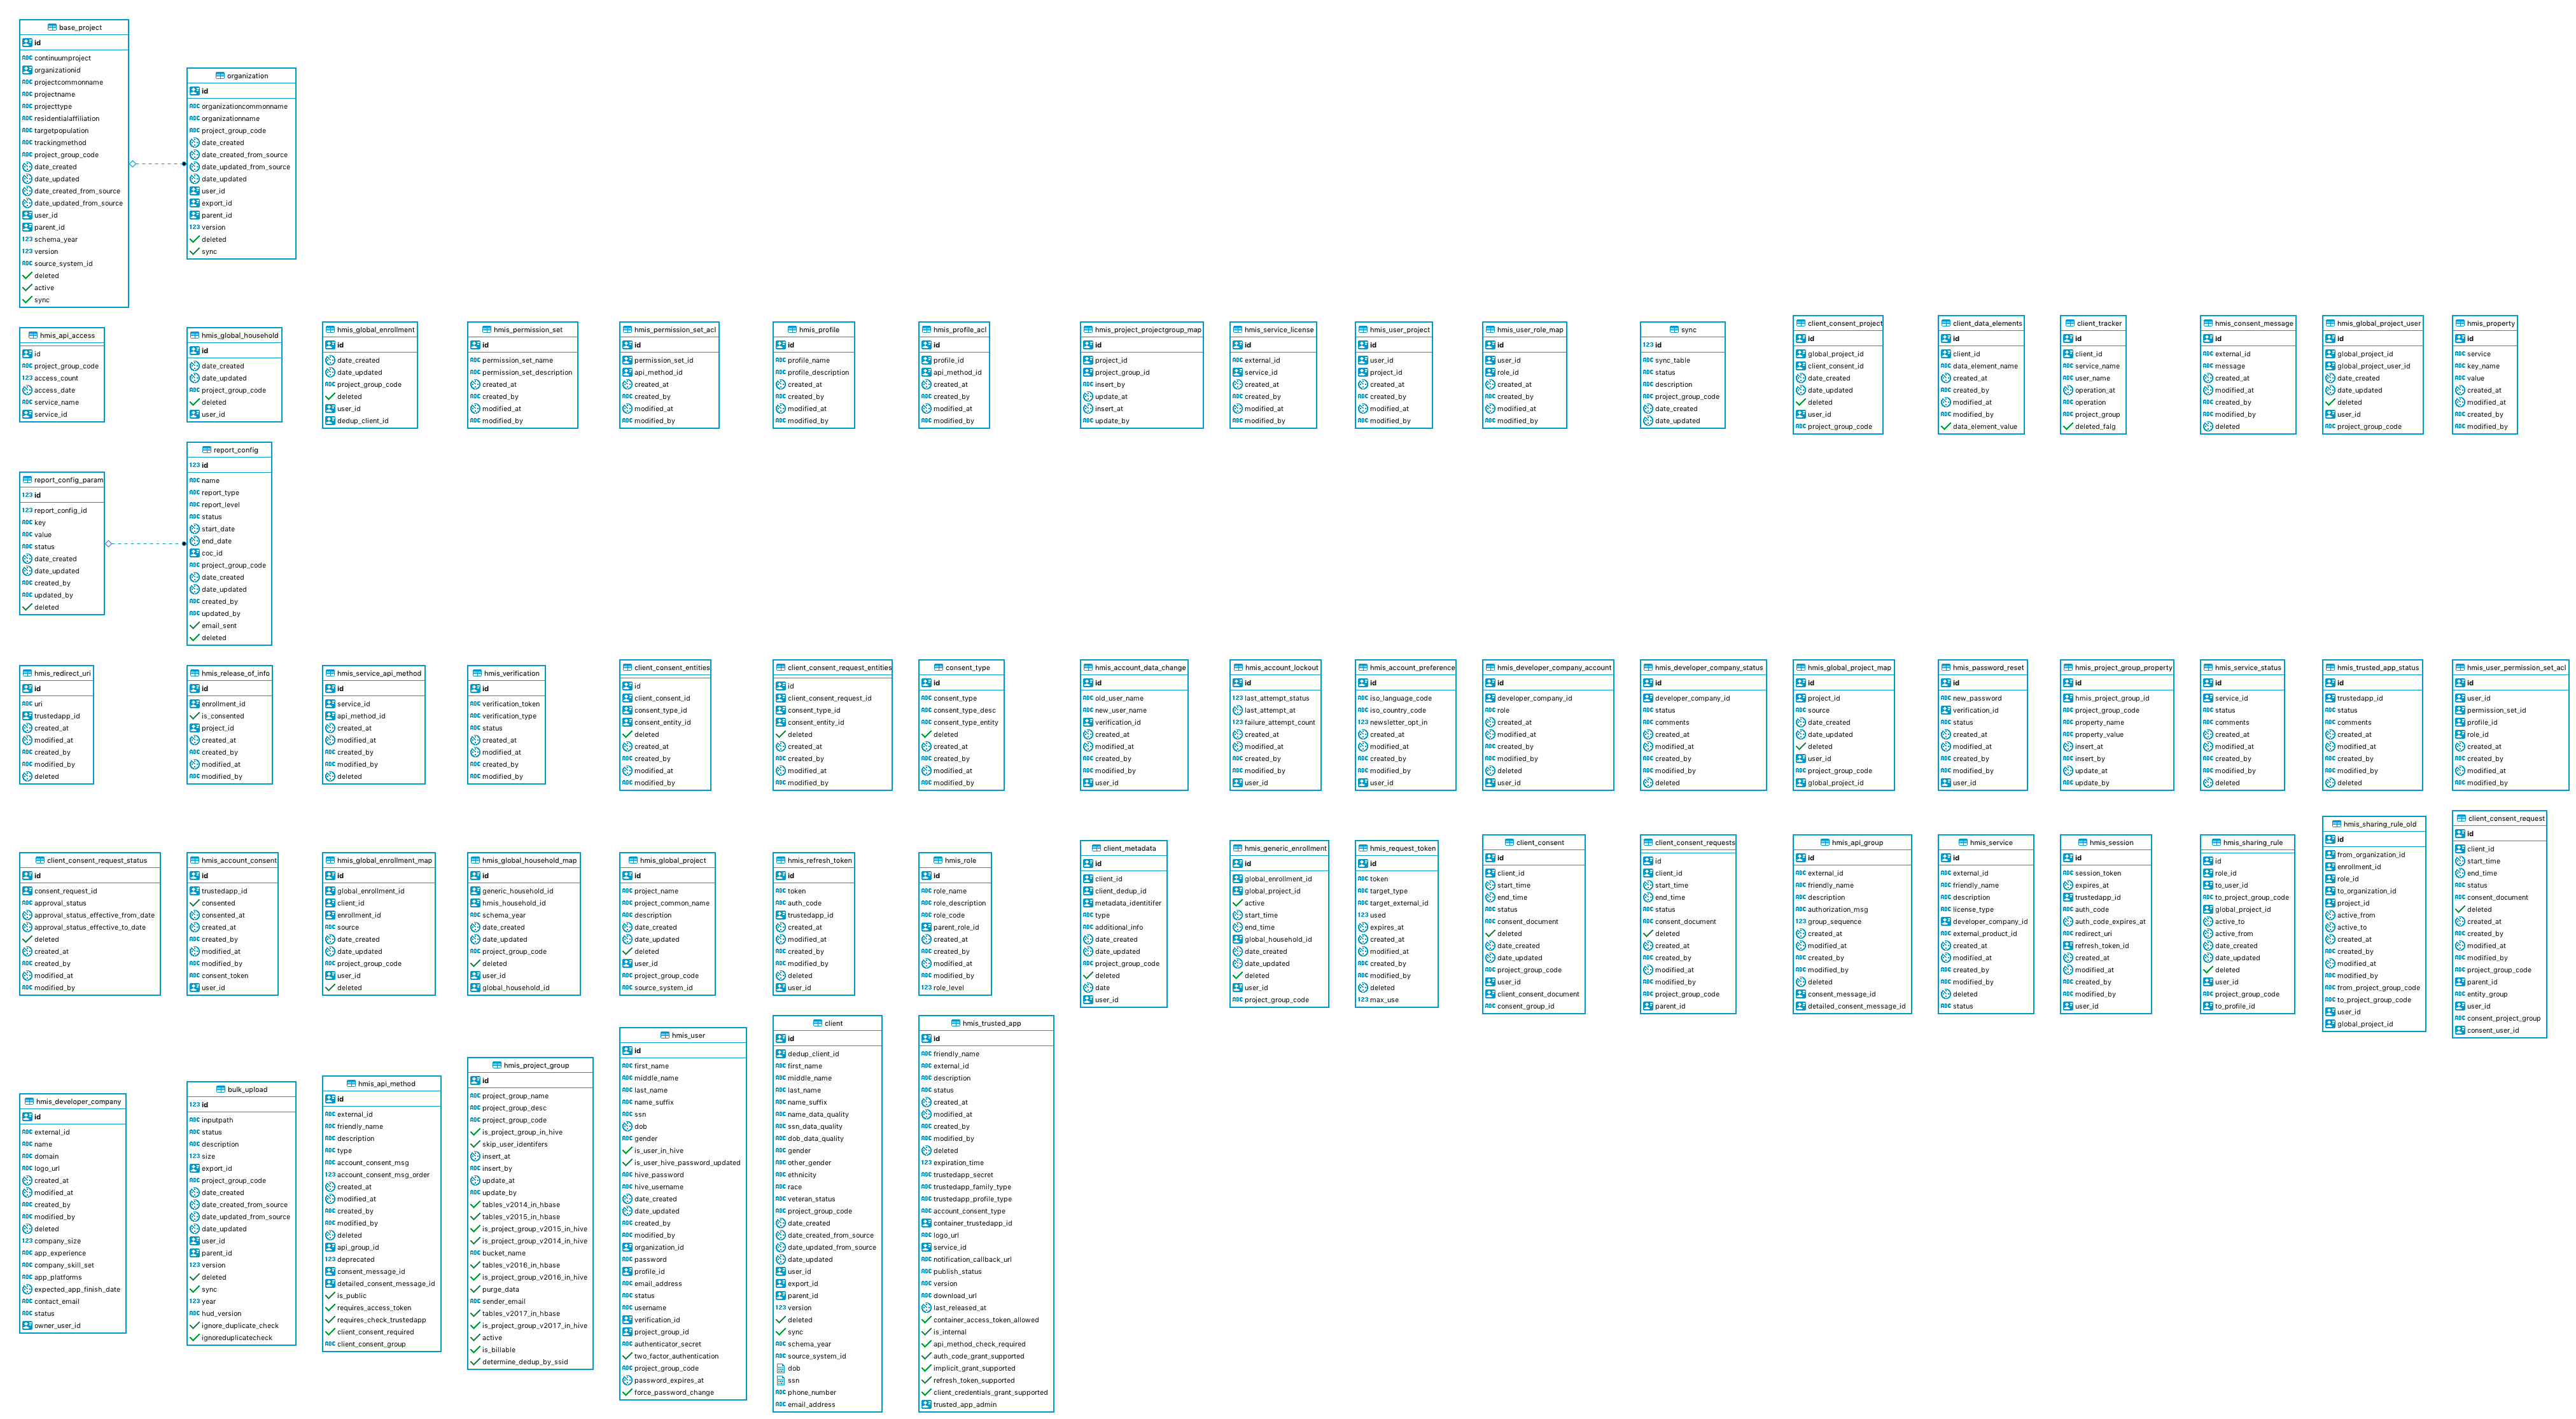 base_project
id
continuumproject
organizationid
projectcommonname
projectname
projecttype
residentialaffiliation
targetpopulation
trackingmethod
project_group_code
date_created
date_updated
date_created_from_source
date_updated_from_source
user_id
parent_id
schema_year
version
source_system_id
deleted
active
sync
organization
id
organizationcommonname
organizationname
project_group_code
date_created
date_created_from_source
date_updated_from_source
date_updated
user_id
export_id
parent_id
version
deleted
sync
hmis_api_access
id
project_group_code
access_count
access_date
service_name
service_id
hmis_global_household
id
date_created
date_updated
project_group_code
deleted
user_id
hmis_global_enrollment
id
date_created
date_updated
project_group_code
deleted
user_id
dedup_client_id
hmis_permission_set
id
permission_set_name
permission_set_description
created_at
created_by
modified_at
modified_by
hmis_permission_set_acl
id
permission_set_id
api_method_id
created_at
created_by
modified_at
modified_by
hmis_profile
id
profile_name
profile_description
created_at
created_by
modified_at
modified_by
hmis_profile_acl
id
profile_id
api_method_id
created_at
created_by
modified_at
modified_by
hmis_project_projectgroup_map
id
project_id
project_group_id
insert_by
update_at
insert_at
update_by
hmis_service_license
id
external_id
service_id
created_at
created_by
modified_at
modified_by
hmis_user_project
id
user_id
project_id
created_at
created_by
modified_at
modified_by
hmis_user_role_map
id
user_id
role_id
created_at
created_by
modified_at
modified_by
sync
id
sync_table
status
description
project_group_code
date_created
date_updated
client_consent_project
id
global_project_id
client_consent_id
date_created
date_updated
deleted
user_id
project_group_code
client_data_elements
id
client_id
data_element_name
created_at
created_by
modified_at
modified_by
data_element_value
client_tracker
id
client_id
service_name
user_name
operation_at
operation
project_group
deleted_falg
hmis_consent_message
id
external_id
message
created_at
modified_at
created_by
modified_by
deleted
hmis_global_project_user
id
global_project_id
global_project_user_id
date_created
date_updated
deleted
user_id
project_group_code
hmis_property
id
service
key_name
value
created_at
modified_at
created_by
modified_by
report_config_param
id
report_config_id
key
value
status
date_created
date_updated
created_by
updated_by
deleted
report_config
id
name
report_type
report_level
status
start_date
end_date
coc_id
project_group_code
date_created
date_updated
created_by
updated_by
email_sent
deleted
hmis_redirect_uri
id
uri
trustedapp_id
created_at
modified_at
created_by
modified_by
deleted
hmis_release_of_info
id
enrollment_id
is_consented
project_id
created_at
created_by
modified_at
modified_by
hmis_service_api_method
id
service_id
api_method_id
created_at
modified_at
created_by
modified_by
deleted
hmis_verification
id
verification_token
verification_type
status
created_at
modified_at
created_by
modified_by
client_consent_entities
id
client_consent_id
consent_type_id
consent_entity_id
deleted
created_at
created_by
modified_at
modified_by
client_consent_request_entities
id
client_consent_request_id
consent_type_id
consent_entity_id
deleted
created_at
created_by
modified_at
modified_by
consent_type
id
consent_type
consent_type_desc
consent_type_entity
deleted
created_at
created_by
modified_at
modified_by
hmis_account_data_change
id
old_user_name
new_user_name
verification_id
created_at
modified_at
created_by
modified_by
user_id
hmis_account_lockout
id
last_attempt_status
last_attempt_at
failure_attempt_count
created_at
modified_at
created_by
modified_by
user_id
hmis_account_preference
id
iso_language_code
iso_country_code
newsletter_opt_in
created_at
modified_at
created_by
modified_by
user_id
hmis_developer_company_account
id
developer_company_id
role
created_at
modified_at
created_by
modified_by
deleted
user_id
hmis_developer_company_status
id
developer_company_id
status
comments
created_at
modified_at
created_by
modified_by
deleted
hmis_global_project_map
id
project_id
source
date_created
date_updated
deleted
user_id
project_group_code
global_project_id
hmis_password_reset
id
new_password
verification_id
status
created_at
modified_at
created_by
modified_by
user_id
hmis_project_group_property
id
hmis_project_group_id
project_group_code
property_name
property_value
insert_at
insert_by
update_at
update_by
hmis_service_status
id
service_id
status
comments
created_at
modified_at
created_by
modified_by
deleted
hmis_trusted_app_status
id
trustedapp_id
status
comments
created_at
modified_at
created_by
modified_by
deleted
hmis_user_permission_set_acl
id
user_id
permission_set_id
profile_id
role_id
created_at
created_by
modified_at
modified_by
client_consent_request_status
id
consent_request_id
approval_status
approval_status_effective_from_date
approval_status_effective_to_date
deleted
created_at
created_by
modified_at
modified_by
hmis_account_consent
id
trustedapp_id
consented
consented_at
created_at
created_by
modified_at
modified_by
consent_token
user_id
hmis_global_enrollment_map
id
global_enrollment_id
client_id
enrollment_id
source
date_created
date_updated
project_group_code
user_id
deleted
hmis_global_household_map
id
generic_household_id
hmis_household_id
schema_year
date_created
date_updated
project_group_code
deleted
user_id
global_household_id
hmis_global_project
id
project_name
project_common_name
description
date_created
date_updated
deleted
user_id
project_group_code
source_system_id
hmis_refresh_token
id
token
auth_code
trustedapp_id
created_at
modified_at
created_by
modified_by
deleted
user_id
hmis_role
id
role_name
role_description
role_code
parent_role_id
created_at
created_by
modified_at
modified_by
role_level
client_metadata
id
client_id
client_dedup_id
metadata_identitifer
type
additional_info
date_created
date_updated
project_group_code
deleted
date
user_id
hmis_generic_enrollment
id
global_enrollment_id
global_project_id
active
start_time
end_time
global_household_id
date_created
date_updated
deleted
user_id
project_group_code
hmis_request_token
id
token
target_type
target_external_id
used
expires_at
created_at
modified_at
created_by
modified_by
deleted
max_use
client_consent
id
client_id
start_time
end_time
status
consent_document
deleted
date_created
date_updated
project_group_code
user_id
client_consent_document
consent_group_id
client_consent_requests
id
client_id
start_time
end_time
status
consent_document
deleted
created_at
created_by
modified_at
modified_by
project_group_code
parent_id
hmis_api_group
id
external_id
friendly_name
description
authorization_msg
group_sequence
created_at
modified_at
created_by
modified_by
deleted
consent_message_id
detailed_consent_message_id
hmis_service
id
external_id
friendly_name
description
license_type
developer_company_id
external_product_id
created_at
modified_at
created_by
modified_by
deleted
status
hmis_session
id
session_token
expires_at
trustedapp_id
auth_code
auth_code_expires_at
redirect_uri
refresh_token_id
created_at
modified_at
created_by
modified_by
user_id
hmis_sharing_rule
id
role_id
to_user_id
to_project_group_code
global_project_id
active_to
active_from
date_created
date_updated
deleted
user_id
project_group_code
to_profile_id
hmis_sharing_rule_old
id
from_organization_id
enrollment_id
role_id
to_organization_id
project_id
active_from
active_to
created_at
created_by
modified_at
modified_by
from_project_group_code
to_project_group_code
user_id
global_project_id
client_consent_request
id
client_id
start_time
end_time
status
consent_document
deleted
created_at
created_by
modified_at
modified_by
project_group_code
parent_id
entity_group
user_id
consent_project_group
consent_user_id
hmis_developer_company
id
external_id
name
domain
logo_url
created_at
modified_at
created_by
modified_by
deleted
company_size
app_experience
company_skill_set
app_platforms
expected_app_finish_date
contact_email
status
owner_user_id
bulk_upload
id
inputpath
status
description
size
export_id
project_group_code
date_created
date_created_from_source
date_updated_from_source
date_updated
user_id
parent_id
version
deleted
sync
year
hud_version
ignore_duplicate_check
ignoreduplicatecheck
hmis_api_method
id
external_id
friendly_name
description
type
account_consent_msg
account_consent_msg_order
created_at
modified_at
created_by
modified_by
deleted
api_group_id
deprecated
consent_message_id
detailed_consent_message_id
is_public
requires_access_token
requires_check_trustedapp
client_consent_required
client_consent_group
hmis_project_group
id
project_group_name
project_group_desc
project_group_code
is_project_group_in_hive
skip_user_identifers
insert_at
insert_by
update_at
update_by
tables_v2014_in_hbase
tables_v2015_in_hbase
is_project_group_v2015_in_hive
is_project_group_v2014_in_hive
bucket_name
tables_v2016_in_hbase
is_project_group_v2016_in_hive
purge_data
sender_email
tables_v2017_in_hbase
is_project_group_v2017_in_hive
active
is_billable
determine_dedup_by_ssid
hmis_user
id
first_name
middle_name
last_name
name_suffix
ssn
dob
gender
is_user_in_hive
is_user_hive_password_updated
hive_password
hive_username
date_created
date_updated
created_by
modified_by
organization_id
password
profile_id
email_address
status
username
verification_id
project_group_id
authenticator_secret
two_factor_authentication
project_group_code
password_expires_at
force_password_change
client
id
dedup_client_id
first_name
middle_name
last_name
name_suffix
name_data_quality
ssn_data_quality
dob_data_quality
gender
other_gender
ethnicity
race
veteran_status
project_group_code
date_created
date_created_from_source
date_updated_from_source
date_updated
user_id
export_id
parent_id
version
deleted
sync
schema_year
source_system_id
dob
ssn
phone_number
email_address
hmis_trusted_app
id
friendly_name
external_id
description
status
created_at
modified_at
created_by
modified_by
deleted
expiration_time
trustedapp_secret
trustedapp_family_type
trustedapp_profile_type
account_consent_type
container_trustedapp_id
logo_url
service_id
notification_callback_url
publish_status
version
download_url
last_released_at
container_access_token_allowed
is_internal
api_method_check_required
auth_code_grant_supported
implicit_grant_supported
refresh_token_supported
client_credentials_grant_supported
trusted_app_admin